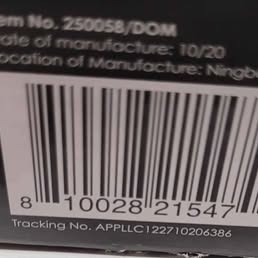 em No. 250058/DOM
ate of manufacture: 10/20
ocation of Manufacture: Ningb
8 10028 21547
Tracking No. APPLLC122710206386